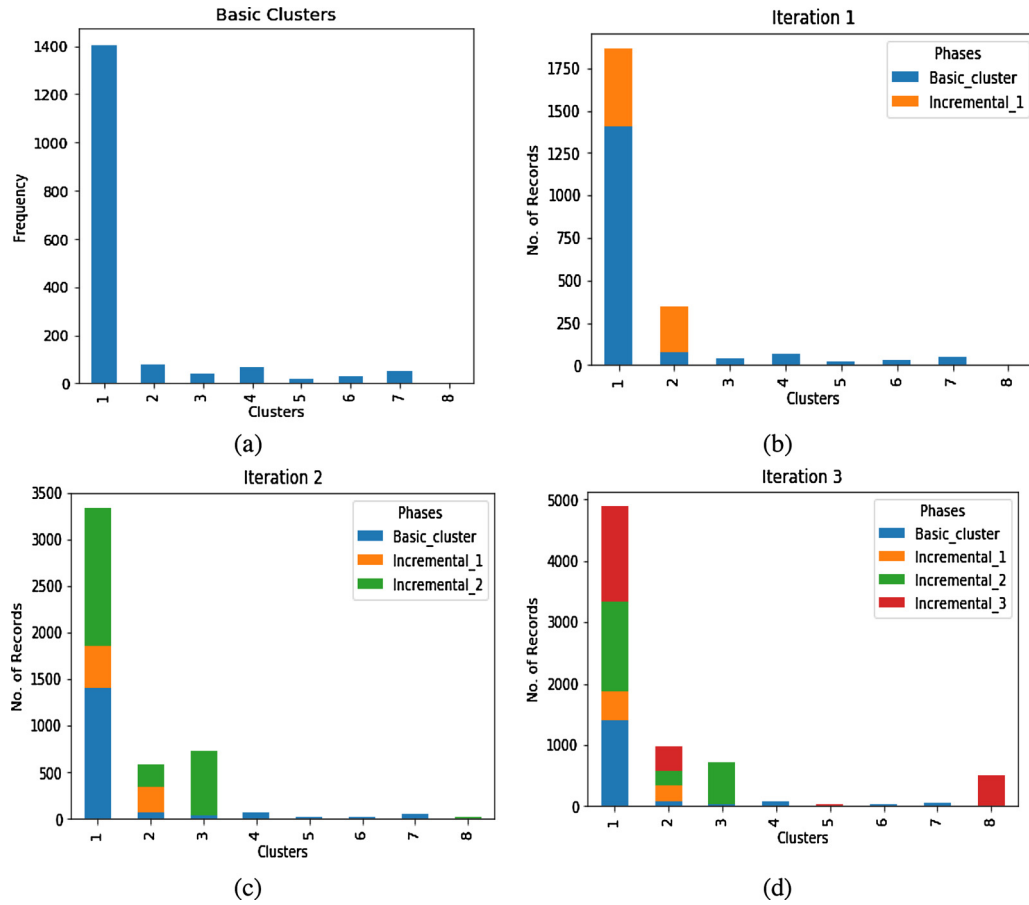 Basic Clusters
1400
1200
1000
800
600
400
200
0
Frequency
1 2 3 4 5 6 7 8
Clusters
(a)
Iteration 1
1750
1500
1250
1000
750
500
250
0
No. of Records
Phases
Basic_cluster
Incremental_1
1 2 3 4 5 6 7 8
Clusters
(b)
Iteration 2
3500
3000
2500
2000
1500
1000
500
0
No. of Records
Phases
Basic_cluster
Incremental_1
Incremental_2
1 2 3 4 5 6 7 8
Clusters
(c)
Iteration 3
5000
4000
3000
2000
1000
0
No. of Records
Phases
Basic_cluster
Incremental_1
Incremental_2
Incremental_3
1 2 3 4 5 6 7 8
Clusters
(d)